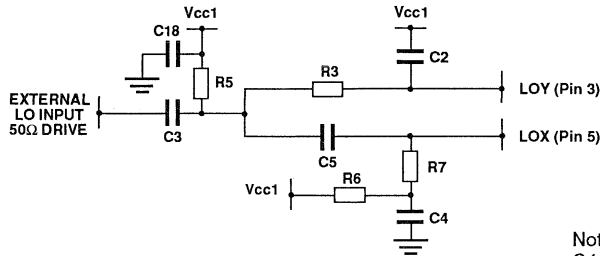 Vcc1
Vcc1
C18
C2
R5
R3
LOY (Pin 3)
EXTERNAL
LO INPUT
50Ω DRIVE
C3
LOX (Pin 5)
C5
R7
R6
Vcc1
C4
Not